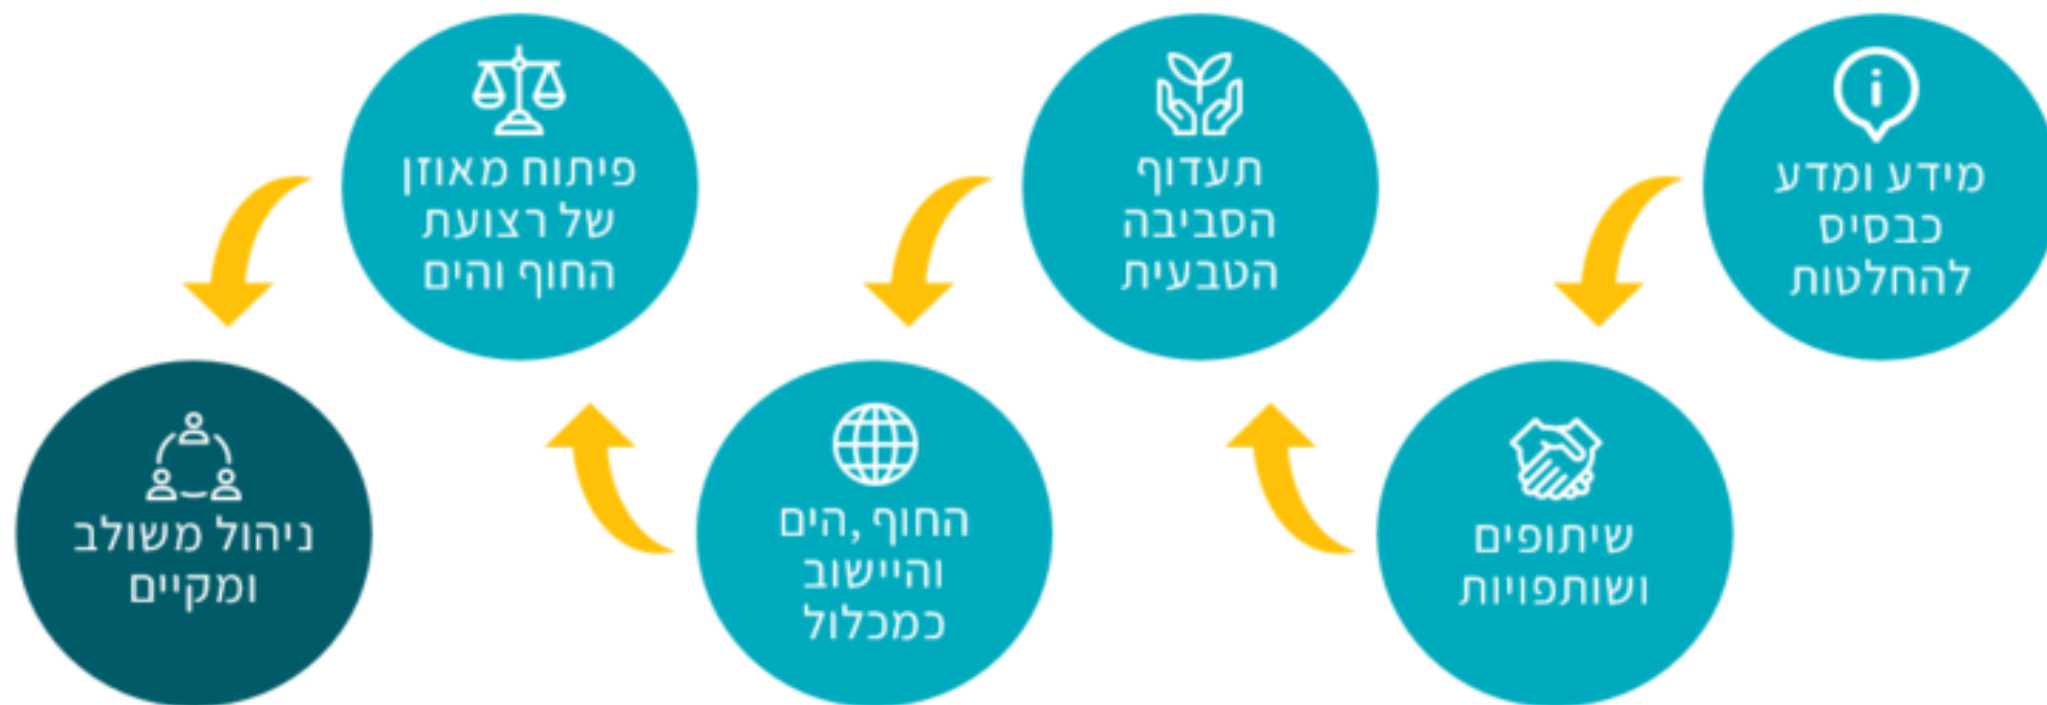 מידע ומדע
כבסיס
להחלטות
שיתופים
ושותפויות
תעדוף
הסביבה
הטבעית
החוף, הים
והיישוב
כמכלול
פיתוח מאוזן
של רצועת
החוף והים
ניהול משולב
ומקיים